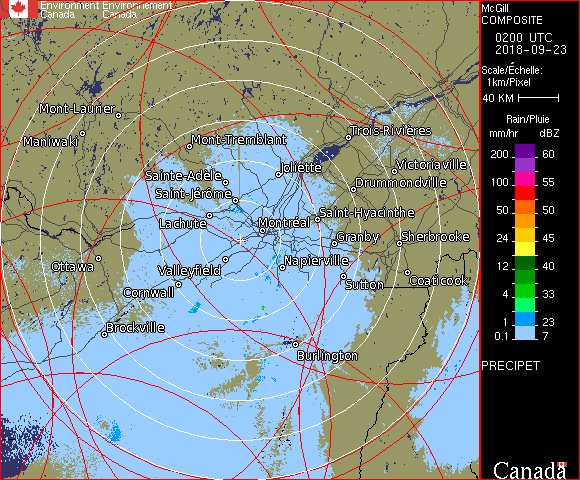 Environment Environnement
Canada Canada
McGill
COMPOSITE
0200 UTC
2018-09-23
Scale/Échelle:
1km/Pixel
40 KM
Rain/Pluie
mm/hr dBZ
200 60
100 55
50 50
24 45
12 40
4 33
1 23
0.1 7
PRECIPET
Canada
Mont-Laurier
Maniwaki
Mont-Tremblant
Trois-Rivières
Joliette
Victoriaville
Sainte-Adèle
Drummondville
Saint-Jérôme
Saint-Hyacinthe
Lachute
Montréal
Granby
Sherbrooke
Ottawa
Valleyfield
Napierville
Sutton
Coaticook
Cornwall
Brockville
Burlington